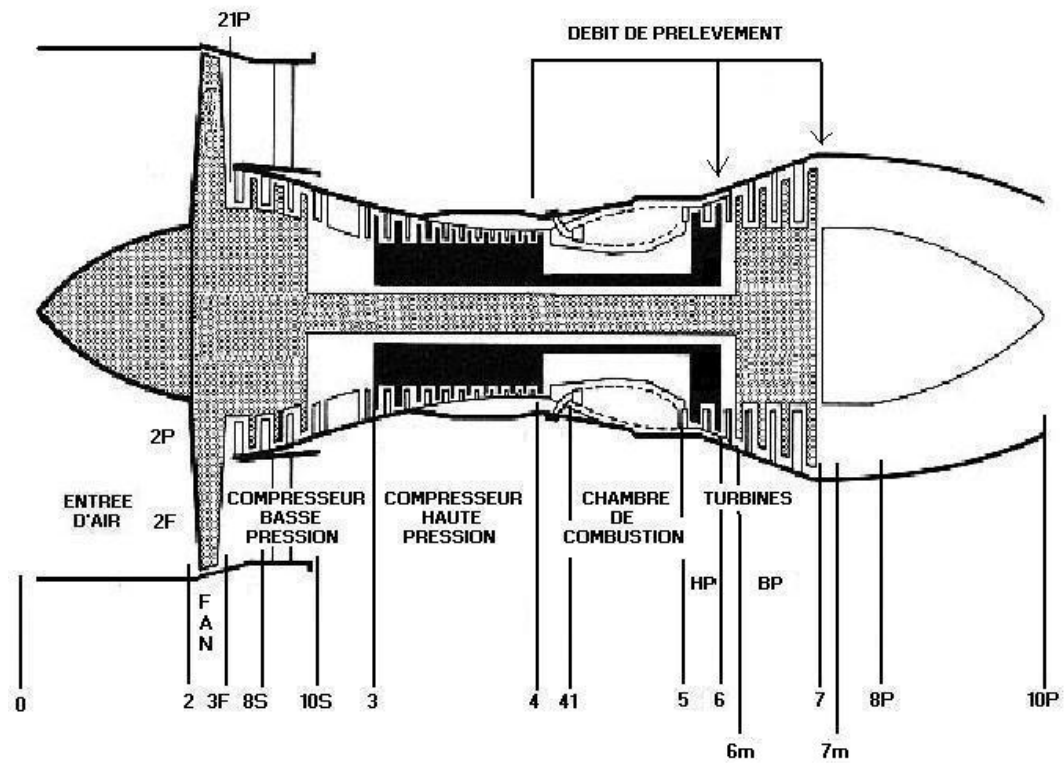 21P
DEBIT DE PRELEVEMENT
2P
ENTREE
D'AIR
2F
COMPRESSEUR
BASSE
PRESSION
COMPRESSEUR
HAUTE
PRESSION
CHAMBRE
DE
COMBUSTION
TURBINES
HP
BP
F
A
N
0
2
3F
8S
10S
3
4
41
5
6
7
8P
10P
6m
7m